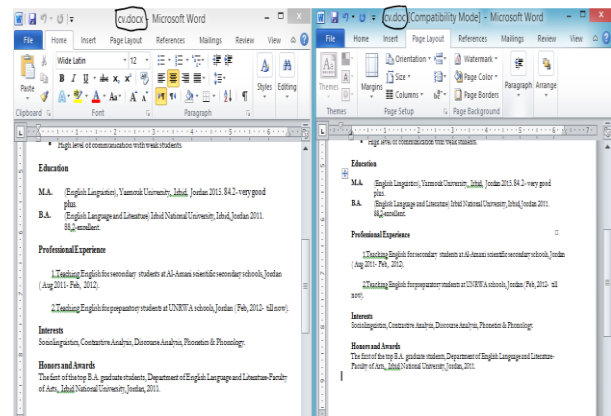 cv.docx - Microsoft Word
File Home Insert Page Layout References Mailings Review View
Wide Latin 12
Paste
B I U abc x, x²
Aa A A
Styles Editing
Clipboard Font Paragraph
High level of communication with weak students.
Education
M.A. (English Linguistics), Yarmouk University, Irbid, Jordan 2015. 84.2- very good
plus.
B.A. (English Language and Literature) Irbid National University, Irbid, Jordan 2011.
88,2-excellent.
Professional Experience
1.Teaching English for secondary students at Al-Amani scientific secondary schools, Jordan
( Aug 2011- Feb, 2012).
2.Teaching English for preparatory students at UNRWA schools, Jordan ( Feb, 2012- till now).
Interests
Sociolinguistics, Contrastive Analysis, Discourse Analysis, Phonetics & Phonology.
Honors and Awards
The first of the top B.A. graduate students, Department of English Language and Literature-Faculty
of Arts, Irbid National University, Jordan, 2011.
cv.doc [Compatibility Mode] - Microsoft Word
File Home Insert Page Layout References Mailings Review View
Themes
Margins
Orientation
Size
Columns
Watermark
Page Color
Page Borders
Paragraph Arrange
Themes Page Setup Page Background
High level of communication with weak students.
Education
M.A. (English Linguistics), Yarmouk University, Irbid, Jordan 2015. 84.2- very good
plus.
B.A. (English Language and Literature) Irbid National University, Irbid, Jordan 2011.
88,2-excellent.
Professional Experience
1.Teaching English for secondary students at Al-Amani scientific secondary schools, Jordan
( Aug 2011- Feb, 2012).
2.Teaching English for preparatory students at UNRWA schools, Jordan ( Feb, 2012- till
now).
Interests
Sociolinguistics, Contrastive Analysis, Discourse Analysis, Phonetics & Phonology.
Honors and Awards
The first of the top B.A. graduate students, Department of English Language and Literature-
Faculty of Arts, Irbid National University, Jordan, 2011.